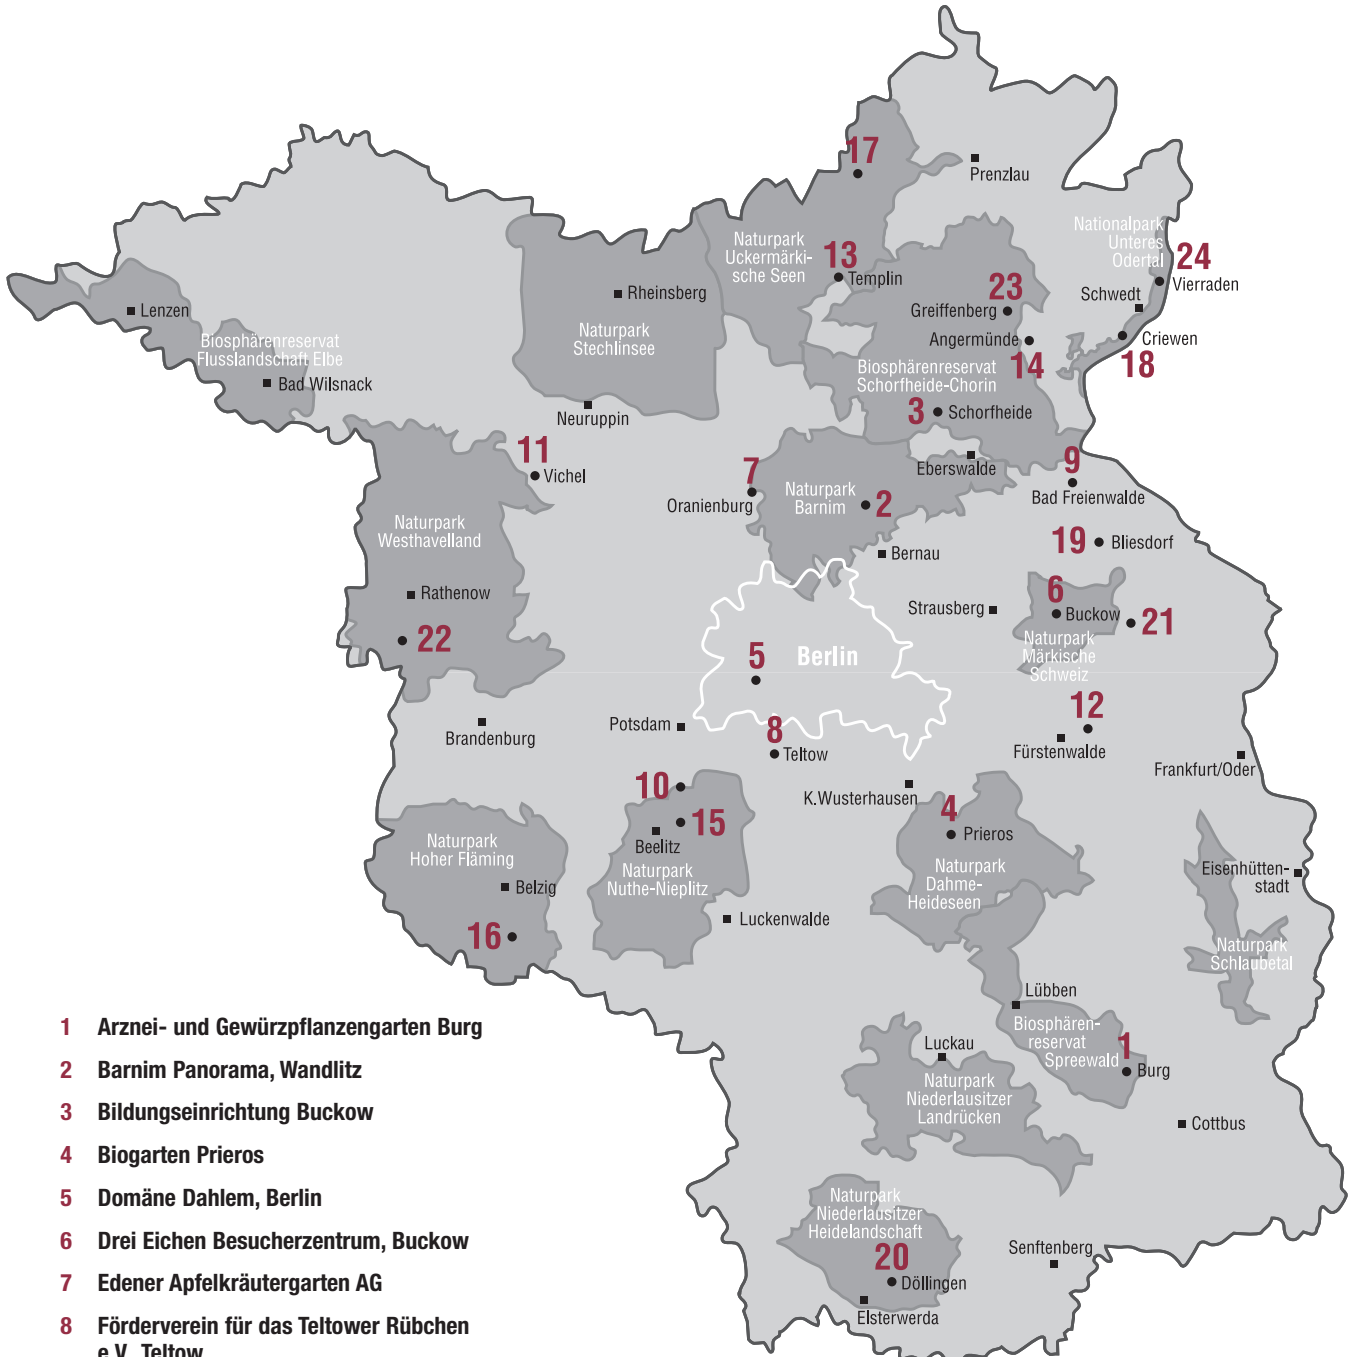 17
Prenzlau
Nationalpark
Unteres
Odertal
24
Vierraden
Naturpark
Uckermärki-
sche Seen
13
Templin
23
Greiffenberg
Schwedt
Rheinsberg
Lenzen
Naturpark
Stechlinsee
Angermünde
14
Criewen
18
Biosphärenreservat
Flusslandschaft Elbe
Bad Wilsnack
Biosphärenreservat
Schorfheide-Chorin
3
Schorfheide
Neuruppin
11
Vichel
7
Oranienburg
Naturpark
Barnim
2
Eberswalde
9
Bad Freienwalde
Naturpark
Westhavelland
Bernau
19
Bliesdorf
Rathenow
22
Strausberg
6
Buckow
21
Naturpark
Märkische
Schweiz
5
Berlin
Brandenburg
Potsdam
8
Teltow
12
Fürstenwalde
Frankfurt/Oder
10
K.Wusterhausen
15
Beelitz
4
Prieros
Naturpark
Hoher Fläming
Belzig
Naturpark
Nuthe-Nieplitz
Naturpark
Dahme-
Heideseen
Eisenhütten-
stadt
16
Luckenwalde
Naturpark
Schlaubetal
Lübben
Biosphären-
reservat
Spreewald
1
Burg
Luckau
Naturpark
Niederlausitzer
Landrücken
Cottbus
Naturpark
Niederlausitzer
Heidelandschaft
20
Döllingen
Elsterwerda
Senftenberg
1 Arznei- und Gewürzpflanzengarten Burg
2 Barnim Panorama, Wandlitz
3 Bildungseinrichtung Buckow
4 Biogarten Prieros
5 Domäne Dahlem, Berlin
6 Drei Eichen Besucherzentrum, Buckow
7 Edener Apfelkräutergarten AG
8 Förderverein für das Teltower Rübchen
e.V., Teltow